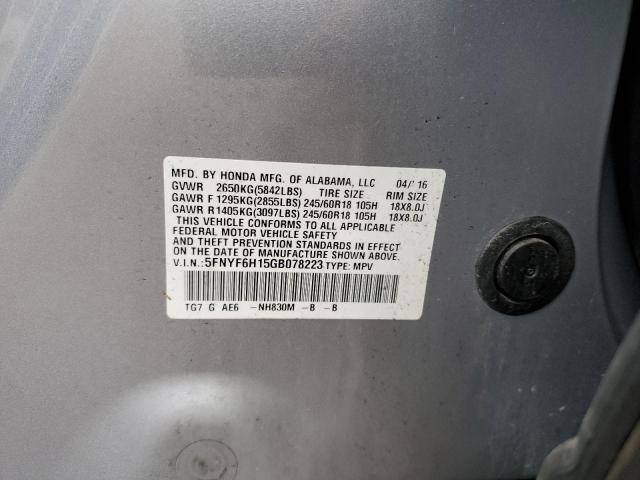 MFD. BY HONDA MFG. OF ALABAMA, LLC 04/'16
GVWR 2650KG(5842LBS) TIRE SIZE RIM SIZE
GAWR F 1295KG(2855LBS) 245/60R18 105H 18X8.0J
GAWR R1405KG(3097LBS) 245/60R18 105H 18X8.0J
THIS VEHICLE CONFORMS TO ALL APPLICABLE
FEDERAL MOTOR VEHICLE SAFETY, BUMPER,
AND THEFT PREVENTION STANDARDS IN EFFECT
ON THE DATE OF MANUFACTURE SHOWN ABOVE.
V.I.N.: 5FNYF6H15GB078223 TYPE: MPV
TG7 G AE6 -NH830M -B -B